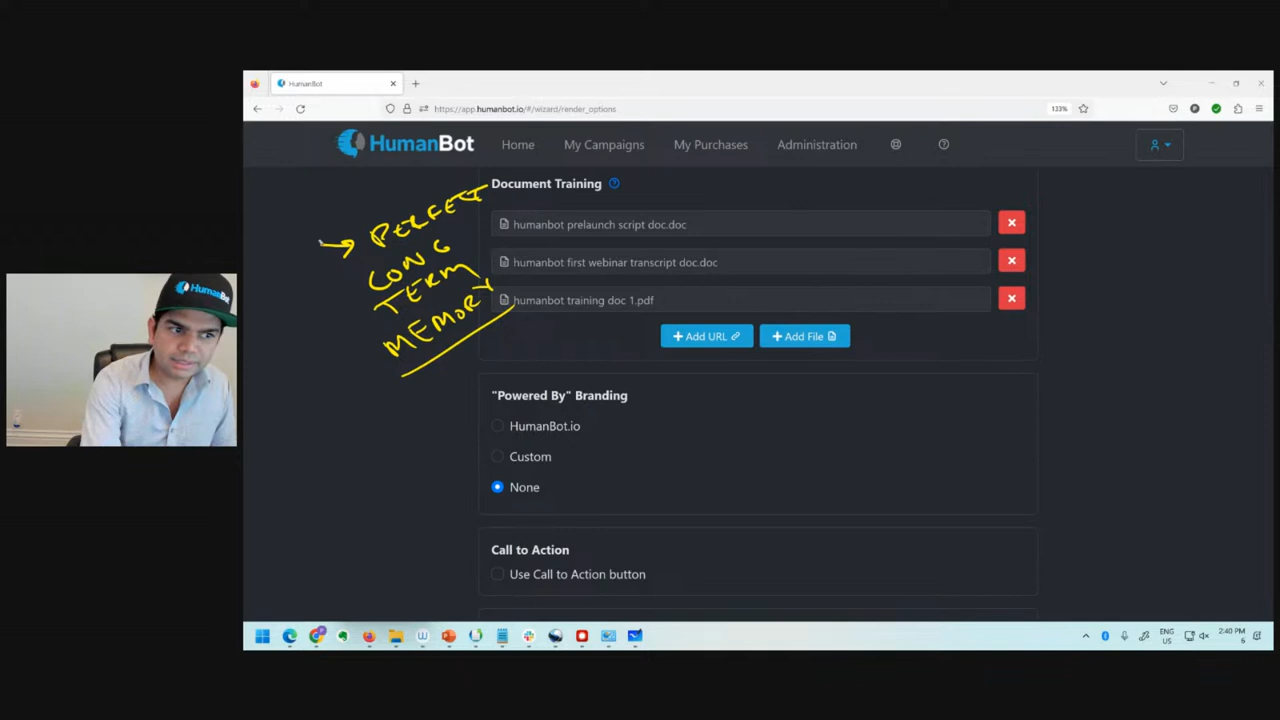 HumanBot
https://app.humanbot.io/#/wizard/render_options
133%
HumanBot
Home
My Campaigns
My Purchases
Administration
Document Training
humanbot prelaunch script doc.doc
humanbot first webinar transcript doc.doc
humanbot training doc 1.pdf
PERFECT
LONG
TERM
MEMORY
Add URL
Add File
"Powered By" Branding
HumanBot.io
Custom
None
Call to Action
Use Call to Action button
HumanBot
ENG
US
2:40 PM
6